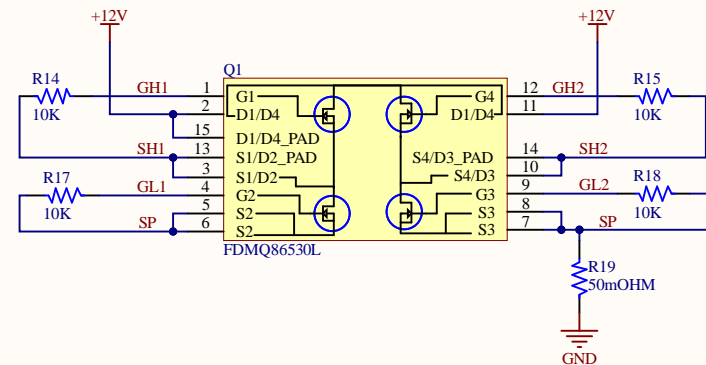 +12V
+12V
Q1
R14
10K
GH1
1
G1
G4
12
GH2
R15
10K
2
D1/D4
D1/D4
11
15
D1/D4_PAD
SH1
13
S1/D2_PAD
S4/D3_PAD
14
SH2
3
S1/D2
S4/D3
10
R17
10K
GL1
4
G2
G3
9
GL2
R18
10K
5
S2
S3
8
SP
6
S2
S3
7
SP
FDMQ86530L
R19
50mOHM
GND